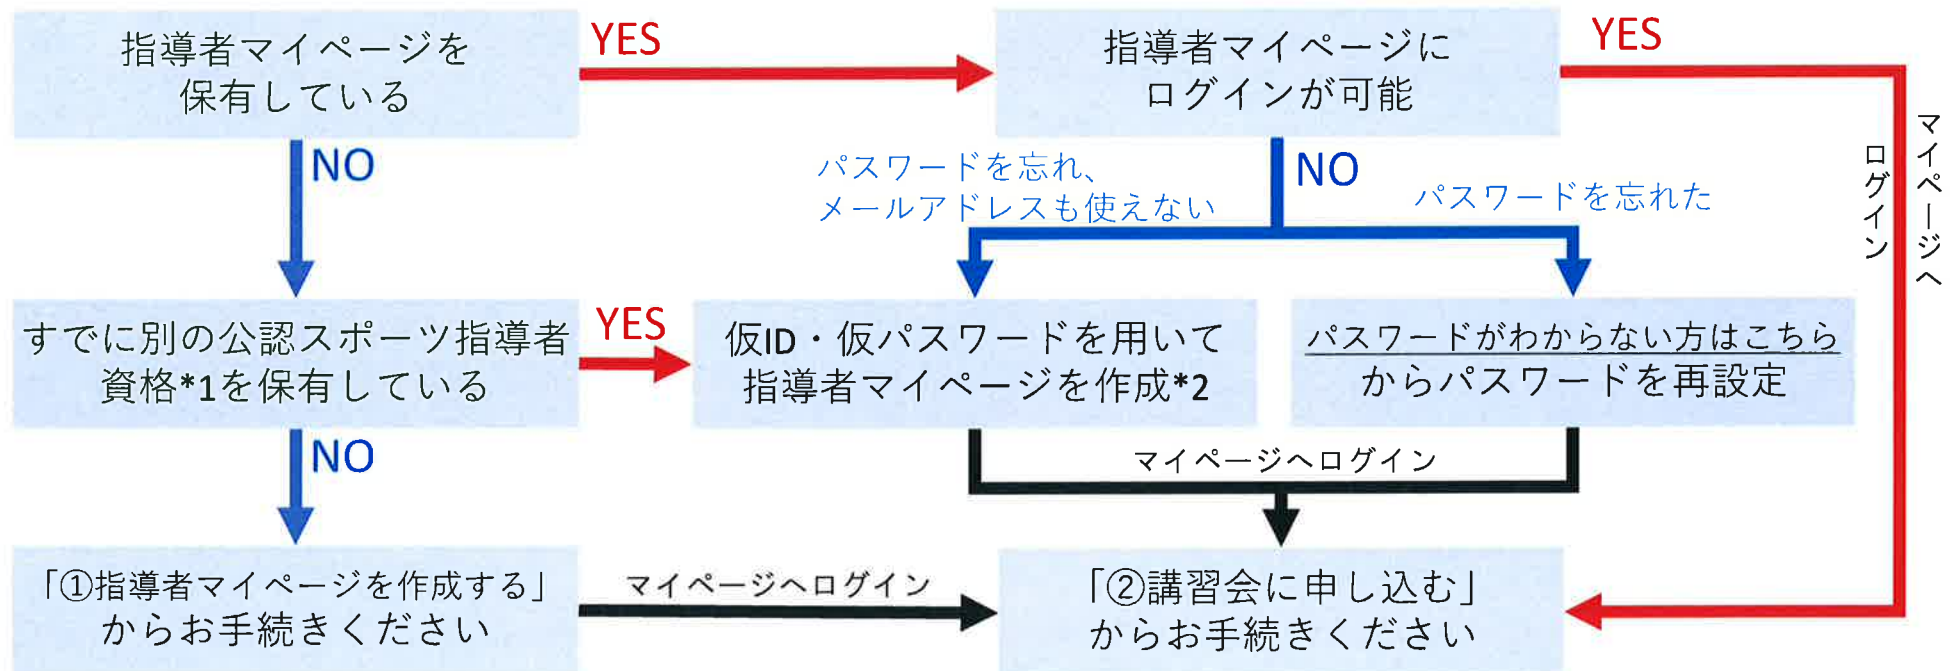 指導者マイページを
保有している
YES
指導者マイページに
ログインが可能
YES
マイページへ
ログイン
NO
パスワードを忘れ、
メールアドレスも使えない
NO
パスワードを忘れた
すでに別の公認スポーツ指導者
資格*1を保有している
YES
仮ID・仮パスワードを用いて
指導者マイページを作成*2
パスワードがわからない方はこちら
からパスワードを再設定
NO
マイページへログイン
「①指導者マイページを作成する」
からお手続きください
マイページへログイン
「②講習会に申し込む」
からお手続きください